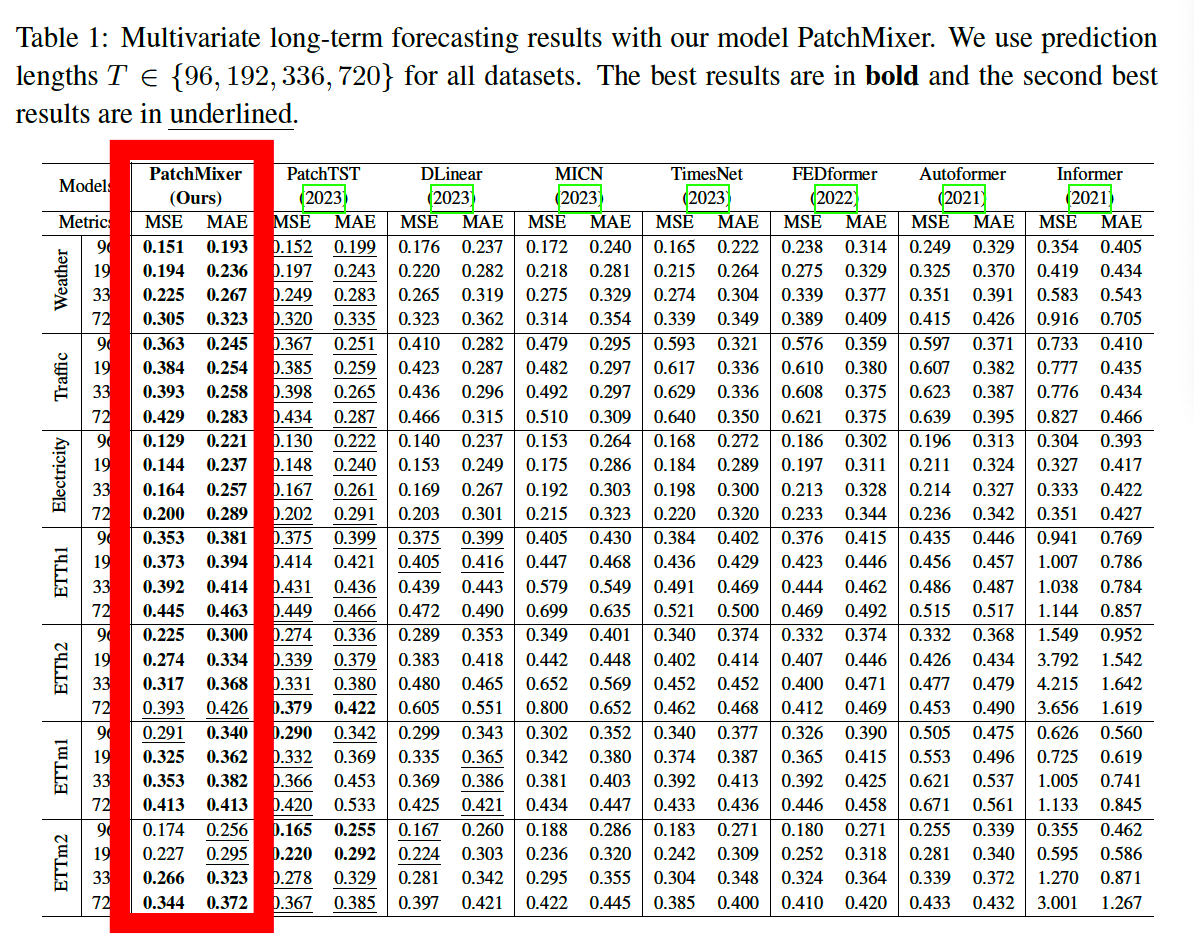 Table 1: Multivariate long-term forecasting results with our model PatchMixer. We use prediction
lengths T ∈ {96, 192, 336, 720} for all datasets. The best results are in bold and the second best
results are in underlined.
Models PatchMixer (Ours) PatchTST (2023) DLinear (2023) MICN (2023) TimesNet (2023) FEDformer (2022) Autoformer (2021) Informer (2021)
Metrics MSE MAE MSE MAE MSE MAE MSE MAE MSE MAE MSE MAE MSE MAE MSE MAE
Weather
96 0.151 0.193 0.152 0.199 0.176 0.237 0.172 0.240 0.165 0.222 0.238 0.314 0.249 0.329 0.354 0.405
19 0.194 0.236 0.197 0.243 0.220 0.282 0.218 0.281 0.215 0.264 0.275 0.329 0.325 0.370 0.419 0.434
33 0.225 0.267 0.249 0.283 0.265 0.319 0.275 0.329 0.274 0.304 0.339 0.377 0.351 0.391 0.583 0.543
72 0.305 0.323 0.320 0.335 0.323 0.362 0.314 0.354 0.339 0.349 0.389 0.409 0.415 0.426 0.916 0.705
Traffic
96 0.363 0.245 0.367 0.251 0.410 0.282 0.479 0.295 0.593 0.321 0.576 0.359 0.597 0.371 0.733 0.410
19 0.384 0.254 0.385 0.259 0.423 0.287 0.482 0.297 0.617 0.336 0.610 0.380 0.607 0.382 0.777 0.435
33 0.393 0.258 0.398 0.265 0.436 0.296 0.492 0.297 0.629 0.336 0.608 0.375 0.623 0.387 0.776 0.434
72 0.429 0.283 0.434 0.287 0.466 0.315 0.510 0.309 0.640 0.350 0.621 0.375 0.639 0.395 0.827 0.466
Electricity
96 0.129 0.221 0.130 0.222 0.140 0.237 0.153 0.264 0.168 0.272 0.186 0.302 0.196 0.313 0.304 0.393
19 0.144 0.237 0.148 0.240 0.153 0.249 0.175 0.286 0.184 0.289 0.197 0.311 0.211 0.324 0.327 0.417
33 0.164 0.257 0.167 0.261 0.169 0.267 0.192 0.303 0.198 0.300 0.213 0.328 0.214 0.327 0.333 0.422
72 0.200 0.289 0.202 0.291 0.203 0.301 0.215 0.323 0.220 0.320 0.233 0.344 0.236 0.342 0.351 0.427
ETTh1
96 0.353 0.381 0.375 0.399 0.375 0.399 0.405 0.430 0.384 0.402 0.376 0.415 0.435 0.446 0.941 0.769
19 0.373 0.394 0.414 0.421 0.405 0.416 0.447 0.468 0.436 0.429 0.423 0.446 0.456 0.457 1.007 0.786
33 0.392 0.414 0.431 0.436 0.439 0.443 0.579 0.549 0.491 0.469 0.444 0.462 0.486 0.487 1.038 0.784
72 0.445 0.463 0.449 0.466 0.472 0.490 0.699 0.635 0.521 0.500 0.469 0.492 0.515 0.517 1.144 0.857
ETTh2
96 0.225 0.300 0.274 0.336 0.289 0.353 0.349 0.401 0.340 0.374 0.332 0.374 0.332 0.368 1.549 0.952
19 0.274 0.334 0.339 0.379 0.383 0.418 0.442 0.448 0.402 0.414 0.407 0.446 0.426 0.434 3.792 1.542
33 0.317 0.368 0.331 0.380 0.480 0.465 0.652 0.569 0.452 0.452 0.400 0.471 0.477 0.479 4.215 1.642
72 0.393 0.426 0.379 0.422 0.605 0.551 0.800 0.652 0.462 0.468 0.412 0.469 0.453 0.490 3.656 1.619
ETTm1
96 0.291 0.340 0.290 0.342 0.299 0.343 0.302 0.352 0.340 0.377 0.326 0.390 0.505 0.475 0.626 0.560
19 0.325 0.362 0.332 0.369 0.335 0.365 0.342 0.380 0.374 0.387 0.365 0.415 0.553 0.496 0.725 0.619
33 0.353 0.382 0.366 0.453 0.369 0.386 0.381 0.403 0.392 0.413 0.392 0.425 0.621 0.537 1.005 0.741
72 0.413 0.413 0.420 0.533 0.425 0.421 0.434 0.447 0.433 0.436 0.446 0.458 0.671 0.561 1.133 0.845
ETTm2
96 0.174 0.256 0.165 0.255 0.167 0.260 0.188 0.286 0.183 0.271 0.180 0.271 0.255 0.339 0.355 0.462
19 0.227 0.295 0.220 0.292 0.224 0.303 0.236 0.320 0.242 0.309 0.252 0.318 0.281 0.340 0.595 0.586
33 0.266 0.323 0.278 0.329 0.281 0.342 0.295 0.355 0.304 0.348 0.324 0.364 0.339 0.372 1.270 0.871
72 0.344 0.372 0.367 0.385 0.397 0.421 0.422 0.445 0.385 0.400 0.410 0.420 0.433 0.432 3.001 1.267